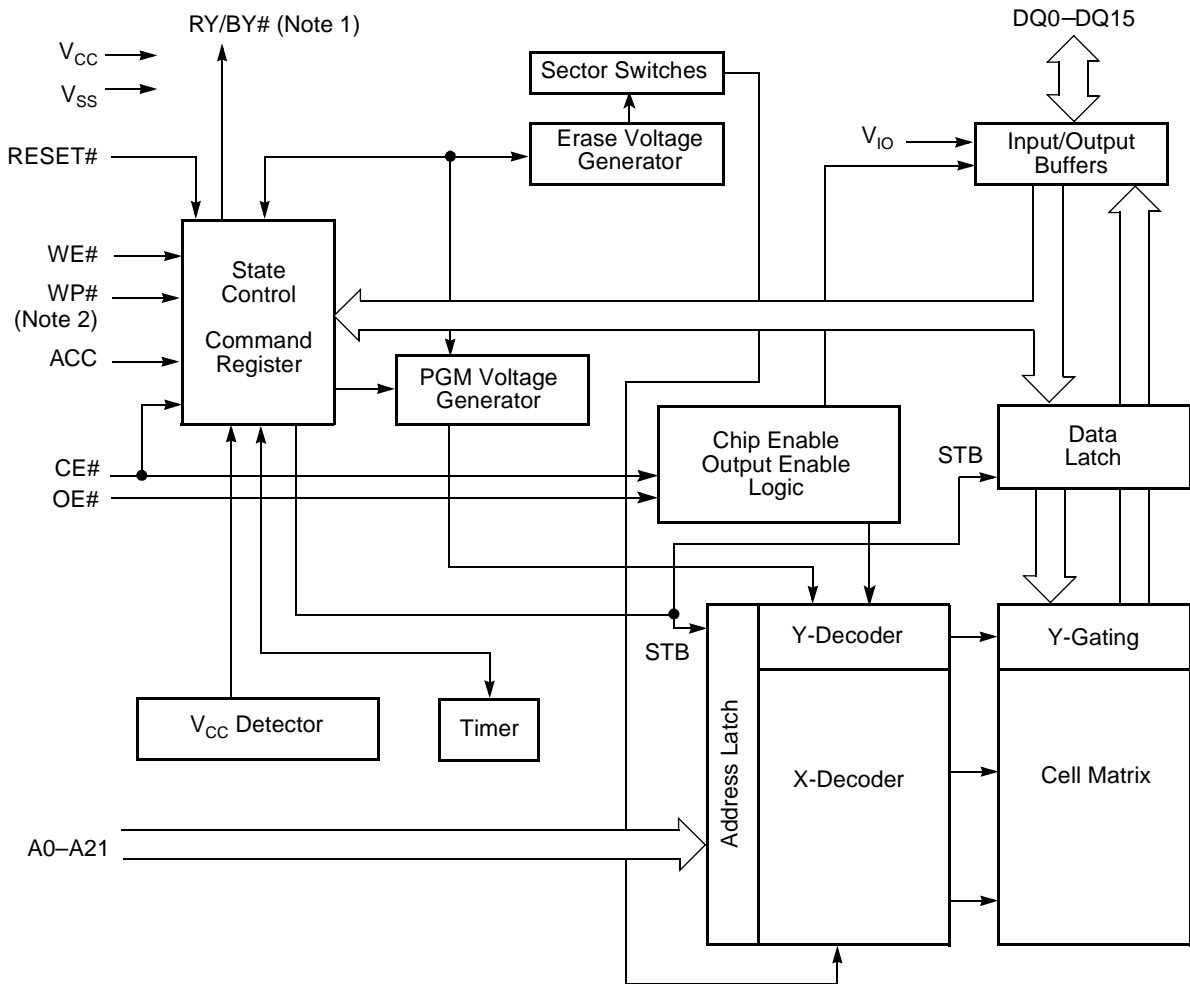 RY/BY# (Note 1)
DQ0–DQ15
VCC
VSS
Sector Switches
RESET#
Erase Voltage
Generator
VIO
Input/Output
Buffers
WE#
WP#
(Note 2)
ACC
State
Control
Command
Register
PGM Voltage
Generator
Chip Enable
Output Enable
Logic
STB
Data
Latch
CE#
OE#
STB
Y-Decoder
Y-Gating
VCC Detector
Timer
Address Latch
X-Decoder
Cell Matrix
A0–A21